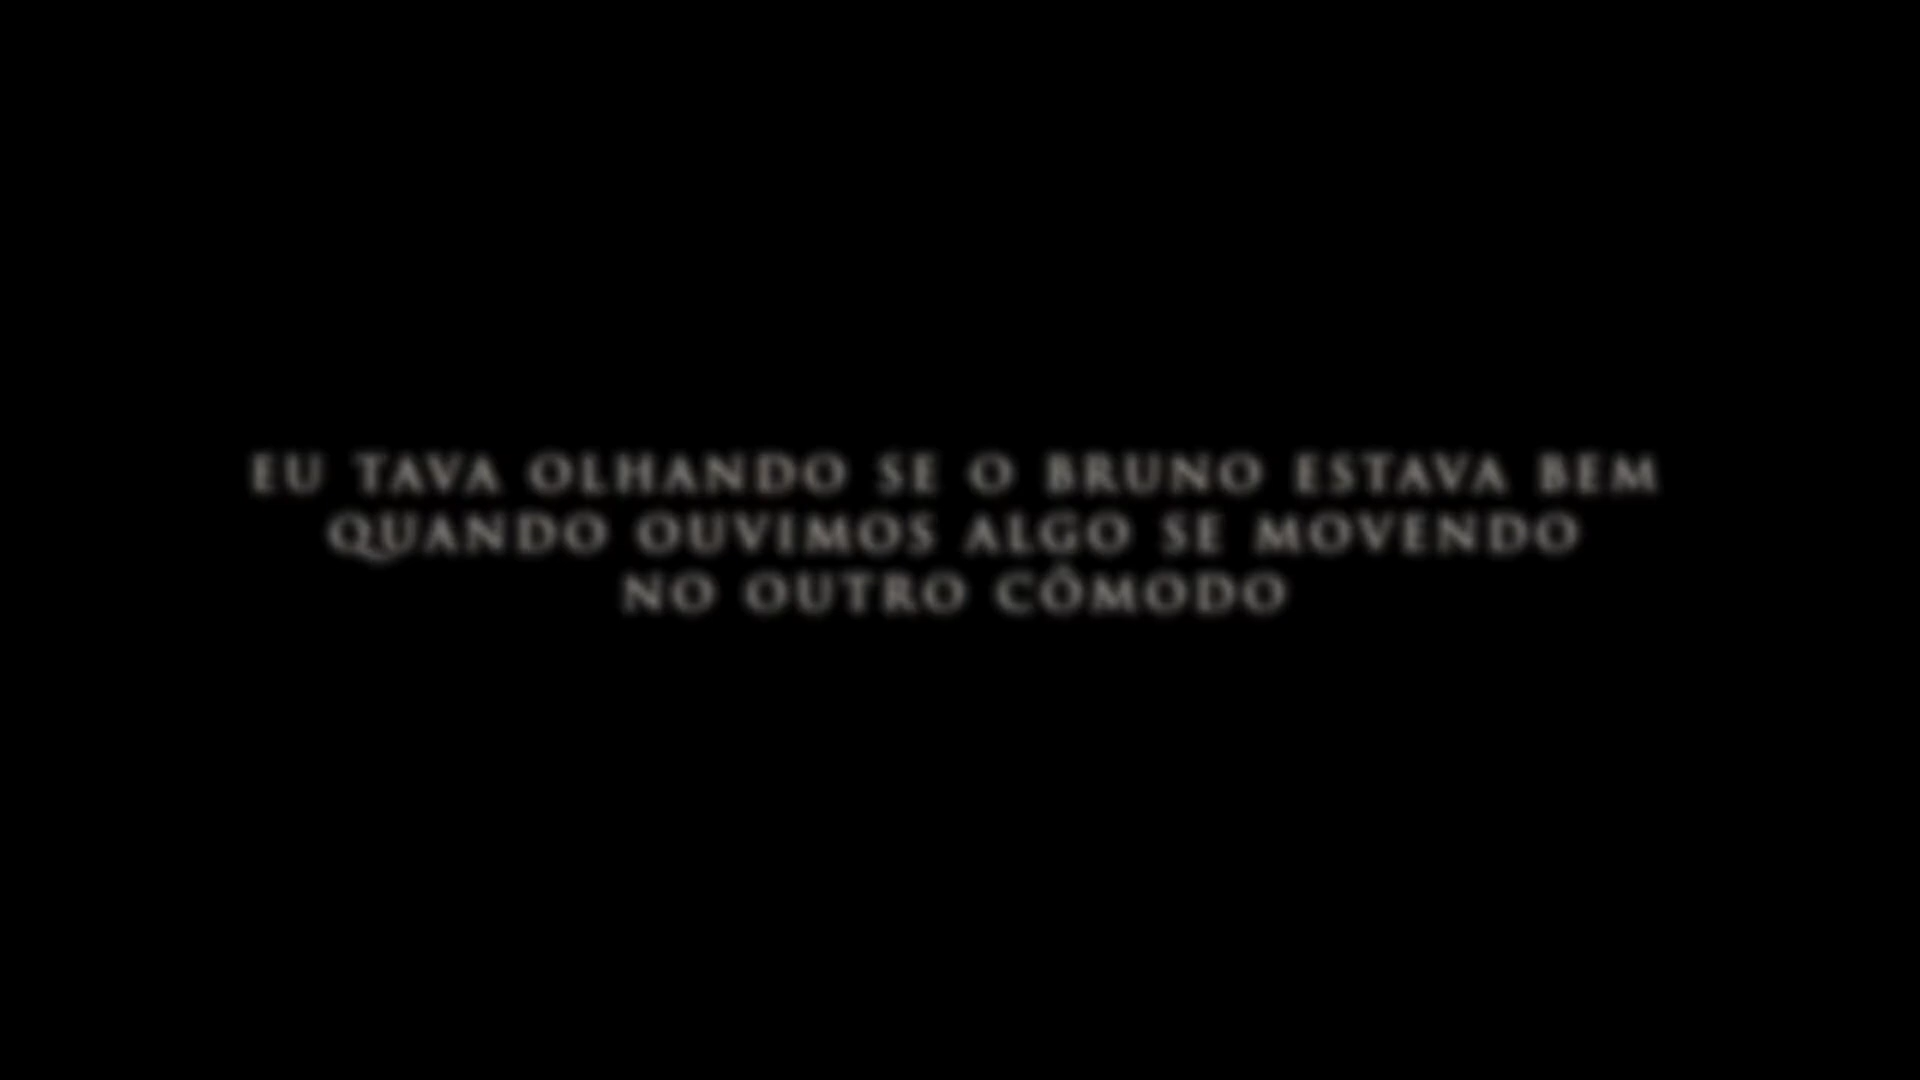 EU TAVA OLHANDO SE O BRUNO ESTAVA BEM
QUANDO OUVIMOS ALGO SE MOVENDO
NO OUTRO CÔMODO